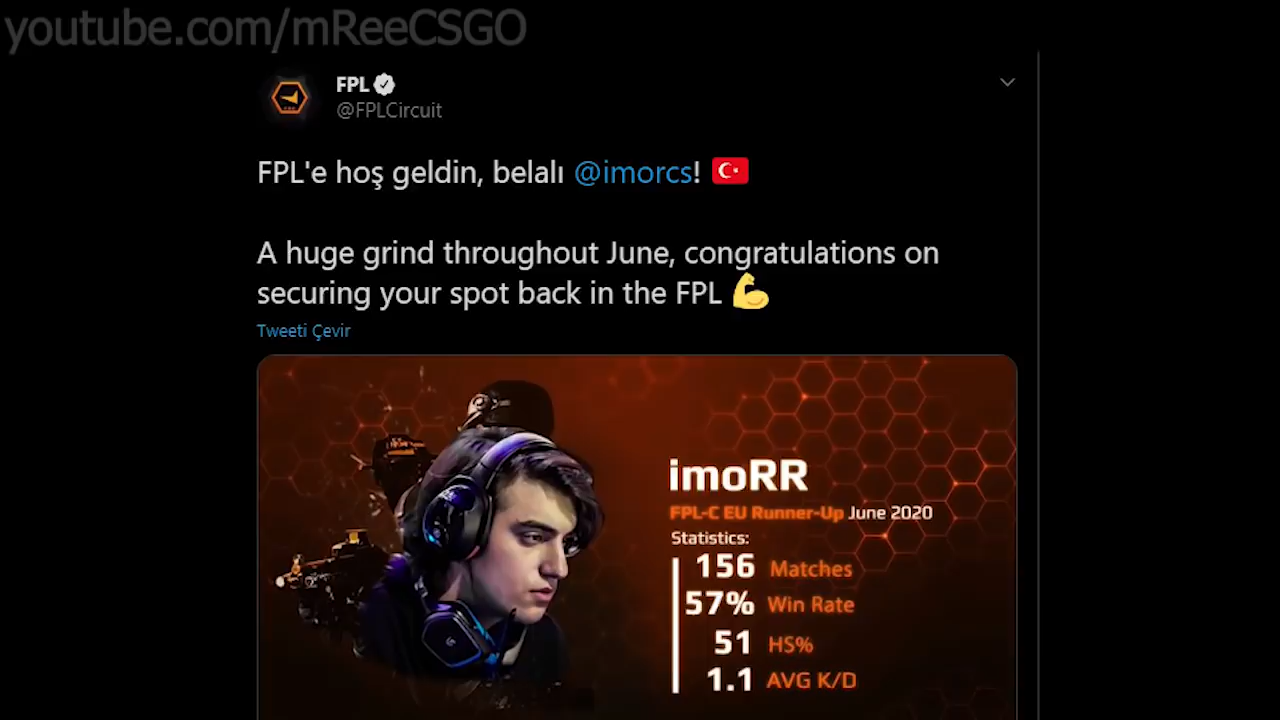 youtube.com/mReeCSGO
FPL
@FPLCircuit
FPL'e hoş geldin, belalı @imorcs!
A huge grind throughout June, congratulations on
securing your spot back in the FPL
Tweeti Çevir
imoRR
FPL-C EU Runner-Up June 2020
Statistics:
156 Matches
57% Win Rate
51 HS%
1.1 AVG K/D